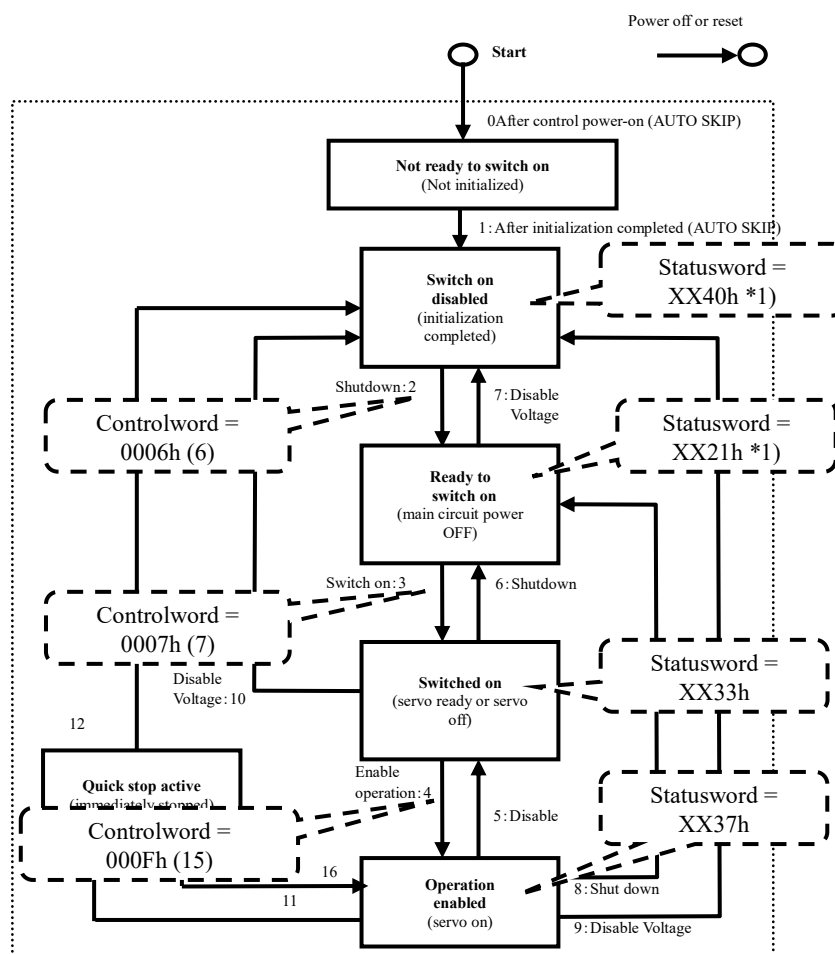 Power off or reset
Start
0After control power-on (AUTO SKIP)
Not ready to switch on
(Not initialized)
1:After initialization completed (AUTO SKIP)
Switch on
disabled
(initialization
completed)
Statusword =
XX40h *1)
Shutdown:2
7:Disable
Voltage
Controlword =
0006h (6)
Statusword =
XX21h *1)
Ready to
switch on
(main circuit power
OFF)
Switch on:3
6:Shutdown
Controlword =
0007h (7)
Disable
Voltage:10
Switched on
(servo ready or servo
off)
Statusword =
XX33h
12
Quick stop active
(immediately stopped)
Enable
operation:4
5:Disable
Statusword =
XX37h
Controlword =
000Fh (15)
16
11
Operation
enabled
(servo on)
8:Shut down
9:Disable Voltage